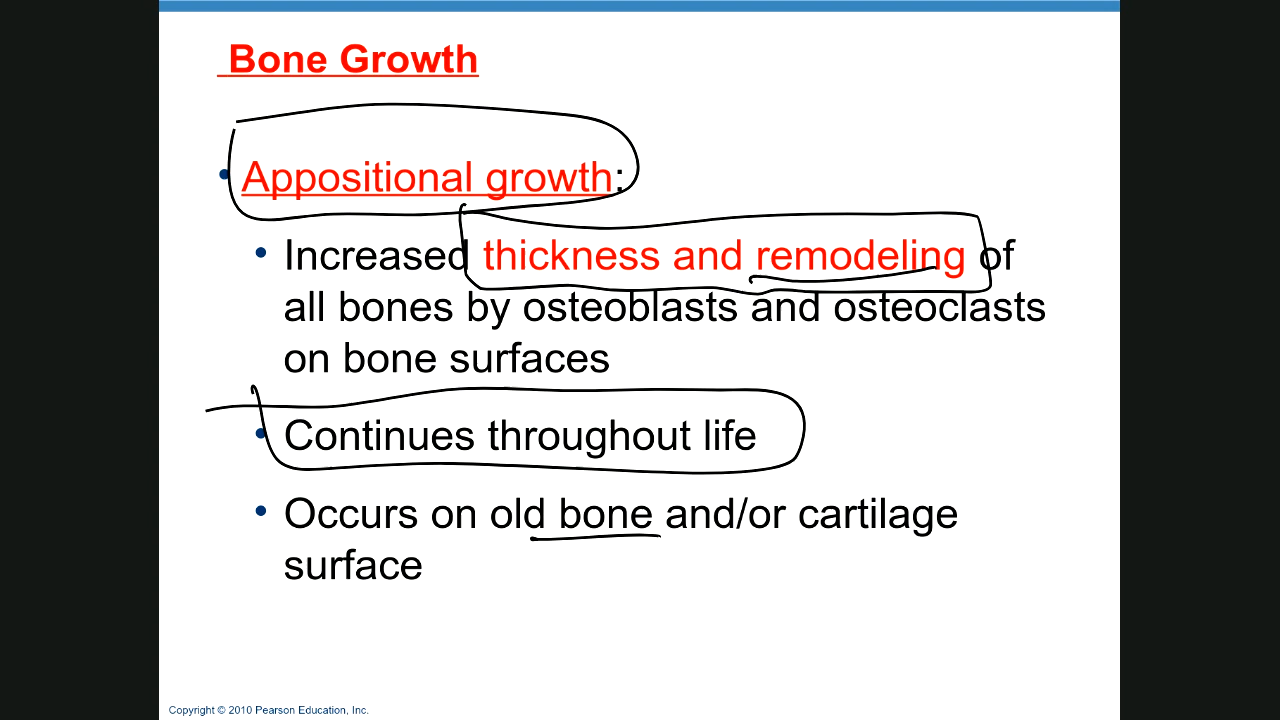 Bone Growth
• Appositional growth:
• Increased thickness and remodeling of
all bones by osteoblasts and osteoclasts
on bone surfaces
• Continues throughout life
• Occurs on old bone and/or cartilage
surface
Copyright © 2010 Pearson Education, Inc.